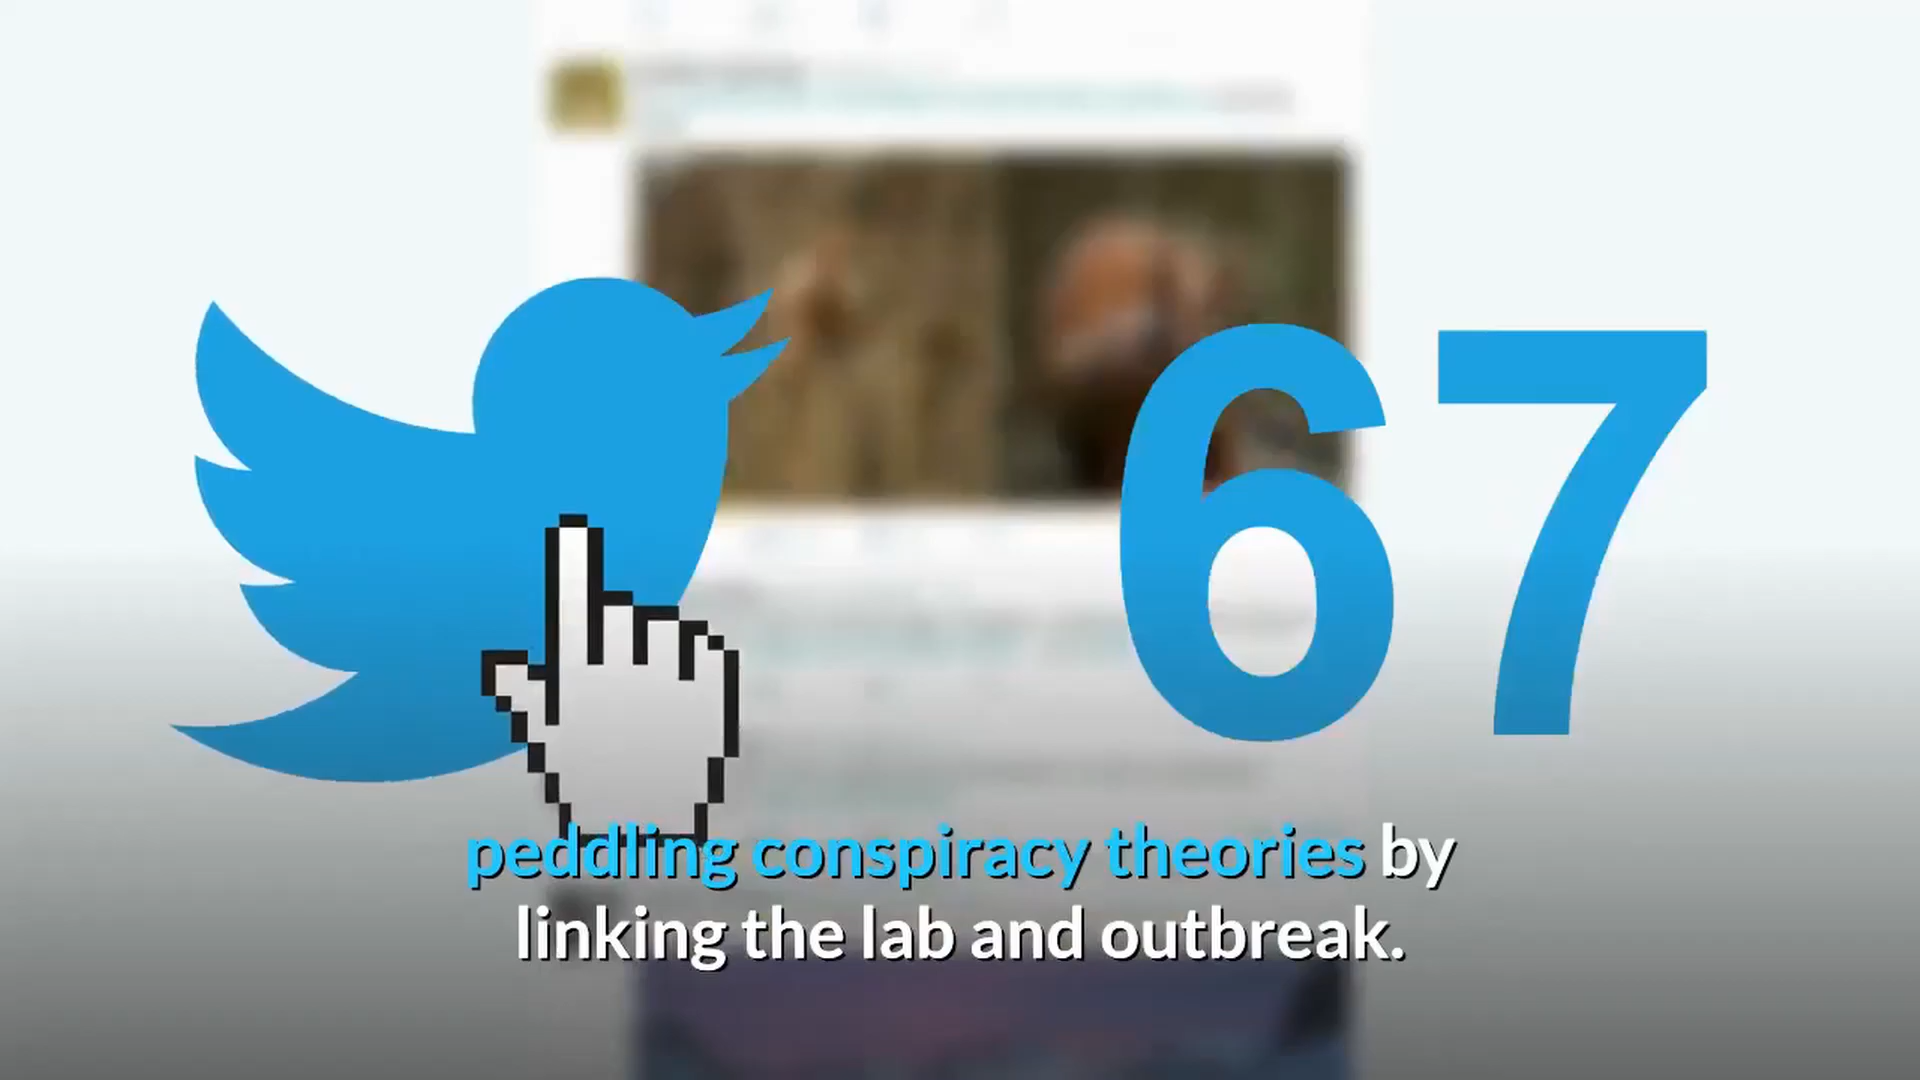 67
peddling conspiracy theories by
linking the lab and outbreak.